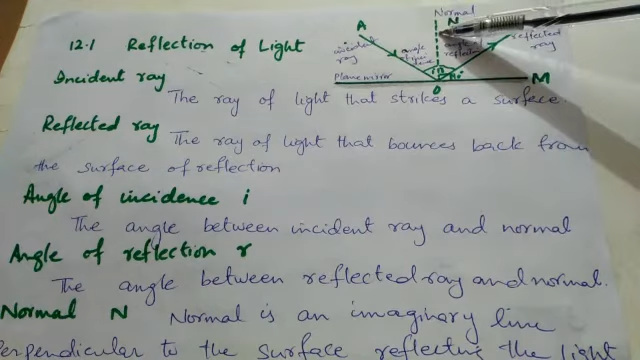 Normal
A N
12.1 Reflection of Light
incident ray
angle of
angle
reflected ray
Plane mirror
i r
O M
Incident ray
The ray of light that strikes a surface.
Reflected ray The ray of light that bounces back from
the surface of reflection
Angle of incidence i
The angle between incident ray and normal
Angle of reflection r
The angle between reflected ray and normal.
Normal N Normal is an imaginary line
Perpendicular to the surface reflecting the light